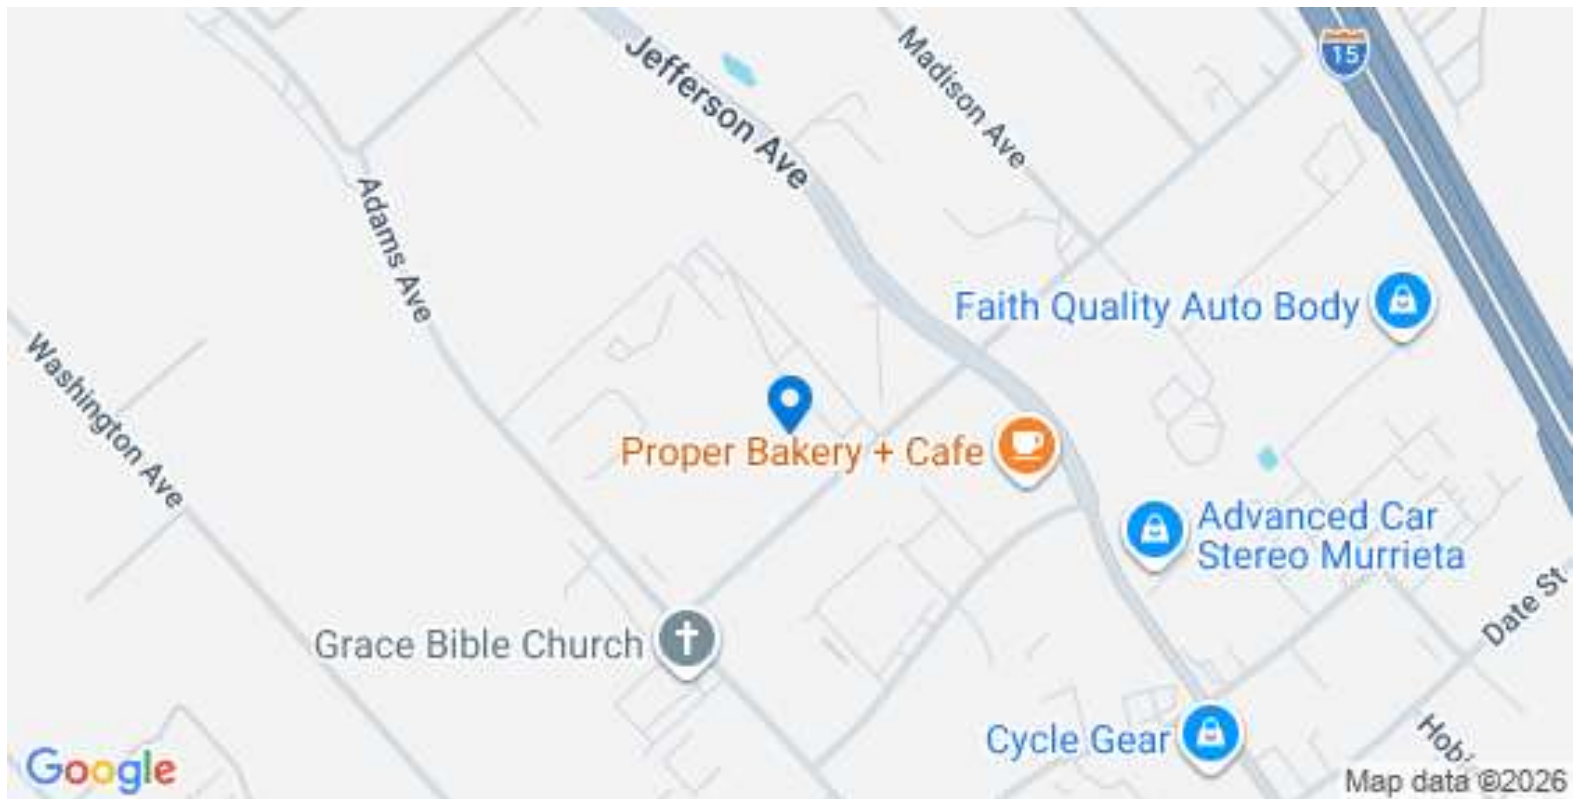 Jefferson Ave
Madison Ave
15
Adams Ave
Faith Quality Auto Body
Washington Ave
Proper Bakery + Cafe
Advanced Car
Stereo Murrieta
Date St
Grace Bible Church
Cycle Gear
Google
Map data ©2026